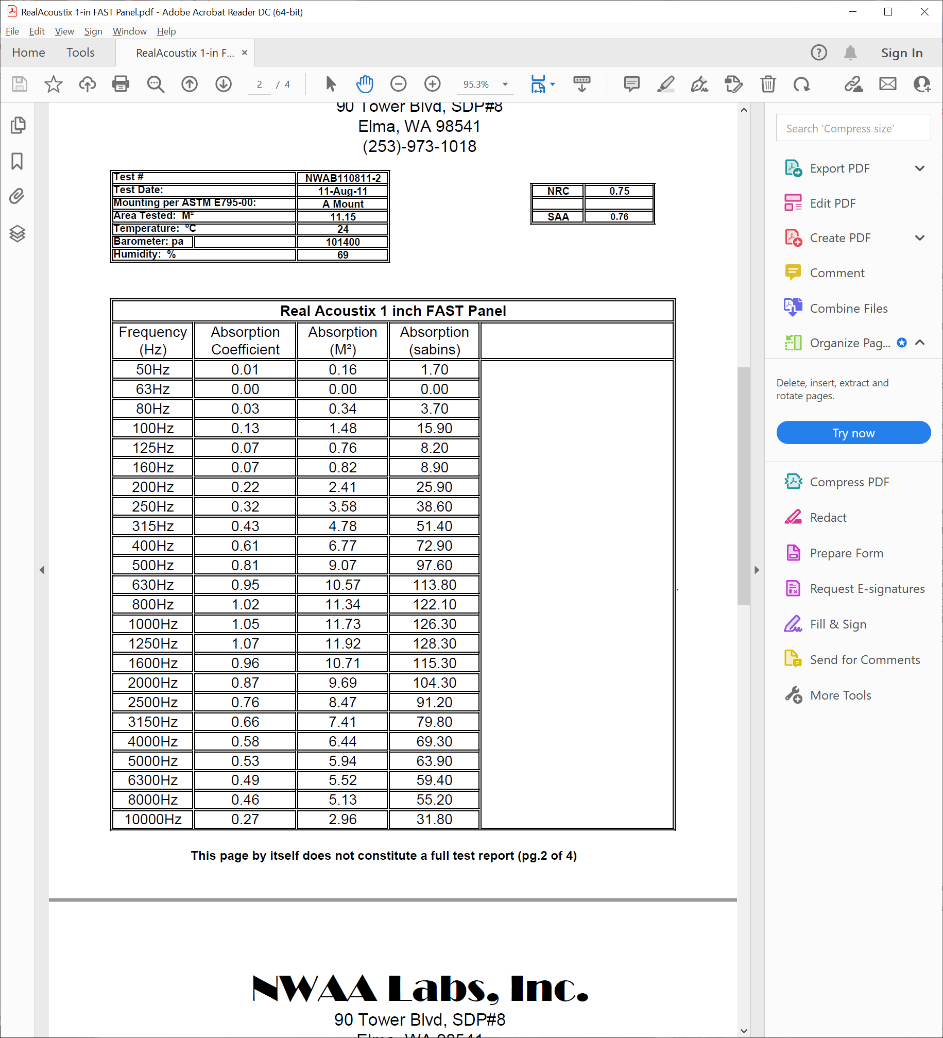 RealAcoustix 1-in FAST Panel.pdf - Adobe Acrobat Reader DC (64-bit)
File Edit View Sign Window Help
Home Tools RealAcoustix 1-in F... × Sign In
2 / 4 95.3%
90 Tower Blvd, SDP#8
Elma, WA 98541
(253)-973-1018
Test # NWAB110811-2
Test Date: 11-Aug-11
Mounting per ASTM E795-00: A Mount
Area Tested: M² 11.15
Temperature: °C 24
Barometer: pa 101400
Humidity: % 69
NRC 0.75
SAA 0.76
Real Acoustix 1 inch FAST Panel
Frequency (Hz) Absorption Coefficient Absorption (M²) Absorption (sabins)
50Hz 0.01 0.16 1.70
63Hz 0.00 0.00 0.00
80Hz 0.03 0.34 3.70
100Hz 0.13 1.48 15.90
125Hz 0.07 0.76 8.20
160Hz 0.07 0.82 8.90
200Hz 0.22 2.41 25.90
250Hz 0.32 3.58 38.60
315Hz 0.43 4.78 51.40
400Hz 0.61 6.77 72.90
500Hz 0.81 9.07 97.60
630Hz 0.95 10.57 113.80
800Hz 1.02 11.34 122.10
1000Hz 1.05 11.73 126.30
1250Hz 1.07 11.92 128.30
1600Hz 0.96 10.71 115.30
2000Hz 0.87 9.69 104.30
2500Hz 0.76 8.47 91.20
3150Hz 0.66 7.41 79.80
4000Hz 0.58 6.44 69.30
5000Hz 0.53 5.94 63.90
6300Hz 0.49 5.52 59.40
8000Hz 0.46 5.13 55.20
10000Hz 0.27 2.96 31.80
This page by itself does not constitute a full test report (pg.2 of 4)
NWAA Labs, Inc.
90 Tower Blvd, SDP#8
Elma, WA 98541
Search 'Compress size'
Export PDF
Edit PDF
Create PDF
Comment
Combine Files
Organize Pag...
Delete, insert, extract and
rotate pages.
Try now
Compress PDF
Redact
Prepare Form
Request E-signatures
Fill & Sign
Send for Comments
More Tools